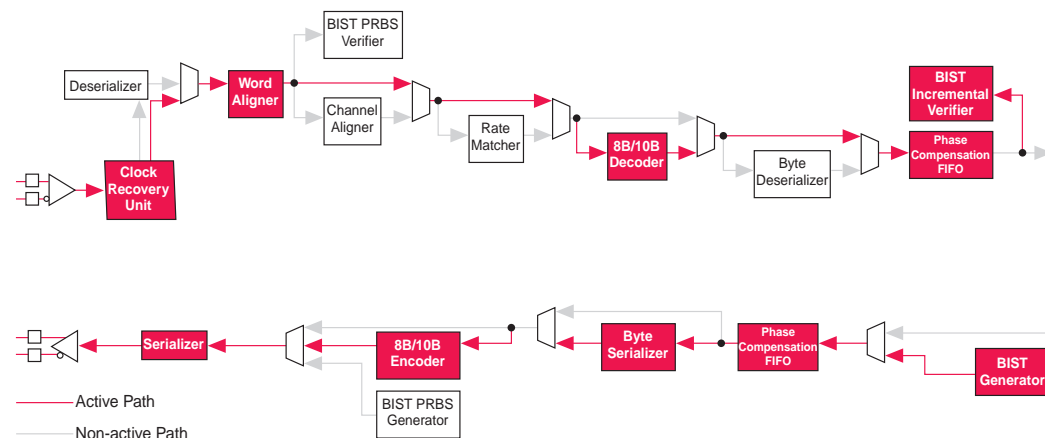 BIST PRBS
Verifier
Deserializer
Word
Aligner
Channel
Aligner
Rate
Matcher
8B/10B
Decoder
Byte
Deserializer
BIST
Incremental
Verifier
Phase
Compensation
FIFO
Clock
Recovery
Unit
Serializer
8B/10B
Encoder
BIST PRBS
Generator
Byte
Serializer
Phase
Compensation
FIFO
BIST
Generator
Active Path
Non-active Path